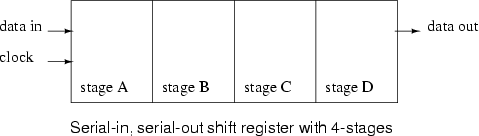 data in
data out
clock
stage A
stage B
stage C
stage D
Serial-in, serial-out shift register with 4-stages